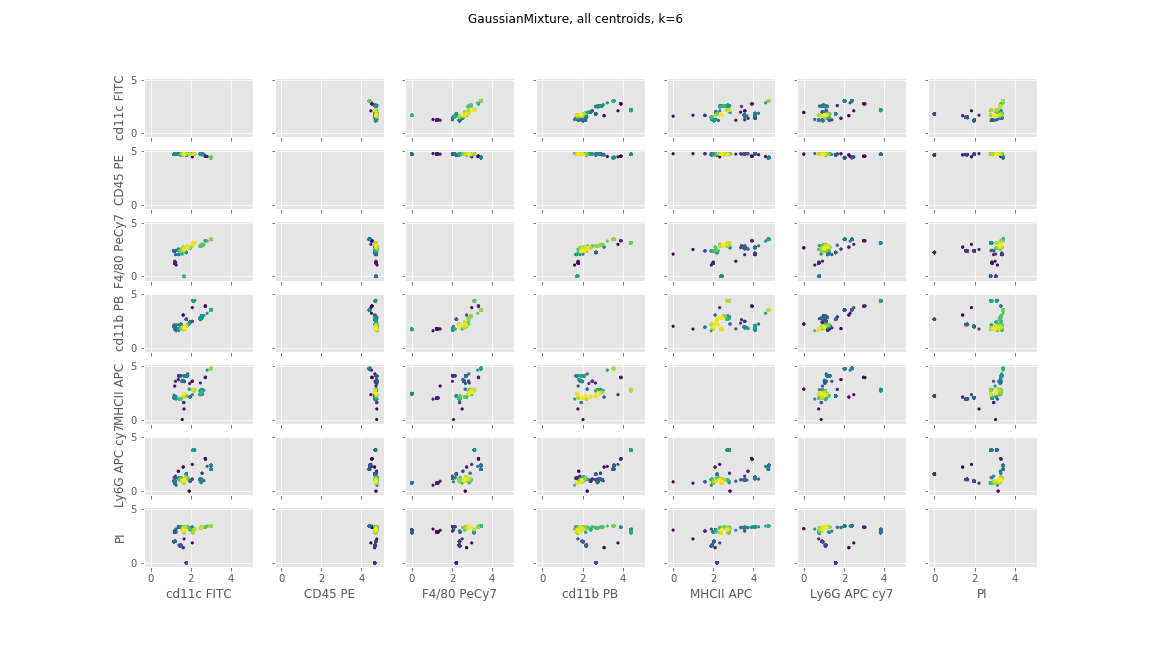 GaussianMixture, all centroids, k=6
cd11c FITC
5
0
CD45 PE
5
0
F4/80 PeCy7
5
0
cd11b PB
5
0
MHCII APC
5
0
Ly6G APC cy7
5
0
PI
5
0
0 2 4 0 2 4 0 2 4 0 2 4 0 2 4 0 2 4 0 2 4
cd11c FITC CD45 PE F4/80 PeCy7 cd11b PB MHCII APC Ly6G APC cy7 PI